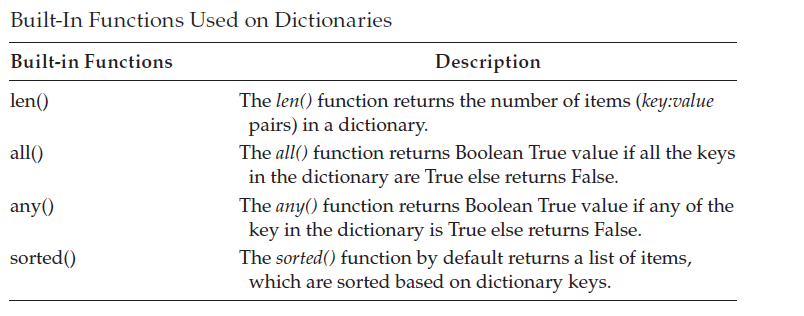 Built-In Functions Used on Dictionaries
Built-in Functions Description
len() The len() function returns the number of items (key:value
pairs) in a dictionary.
all() The all() function returns Boolean True value if all the keys
in the dictionary are True else returns False.
any() The any() function returns Boolean True value if any of the
key in the dictionary is True else returns False.
sorted() The sorted() function by default returns a list of items,
which are sorted based on dictionary keys.